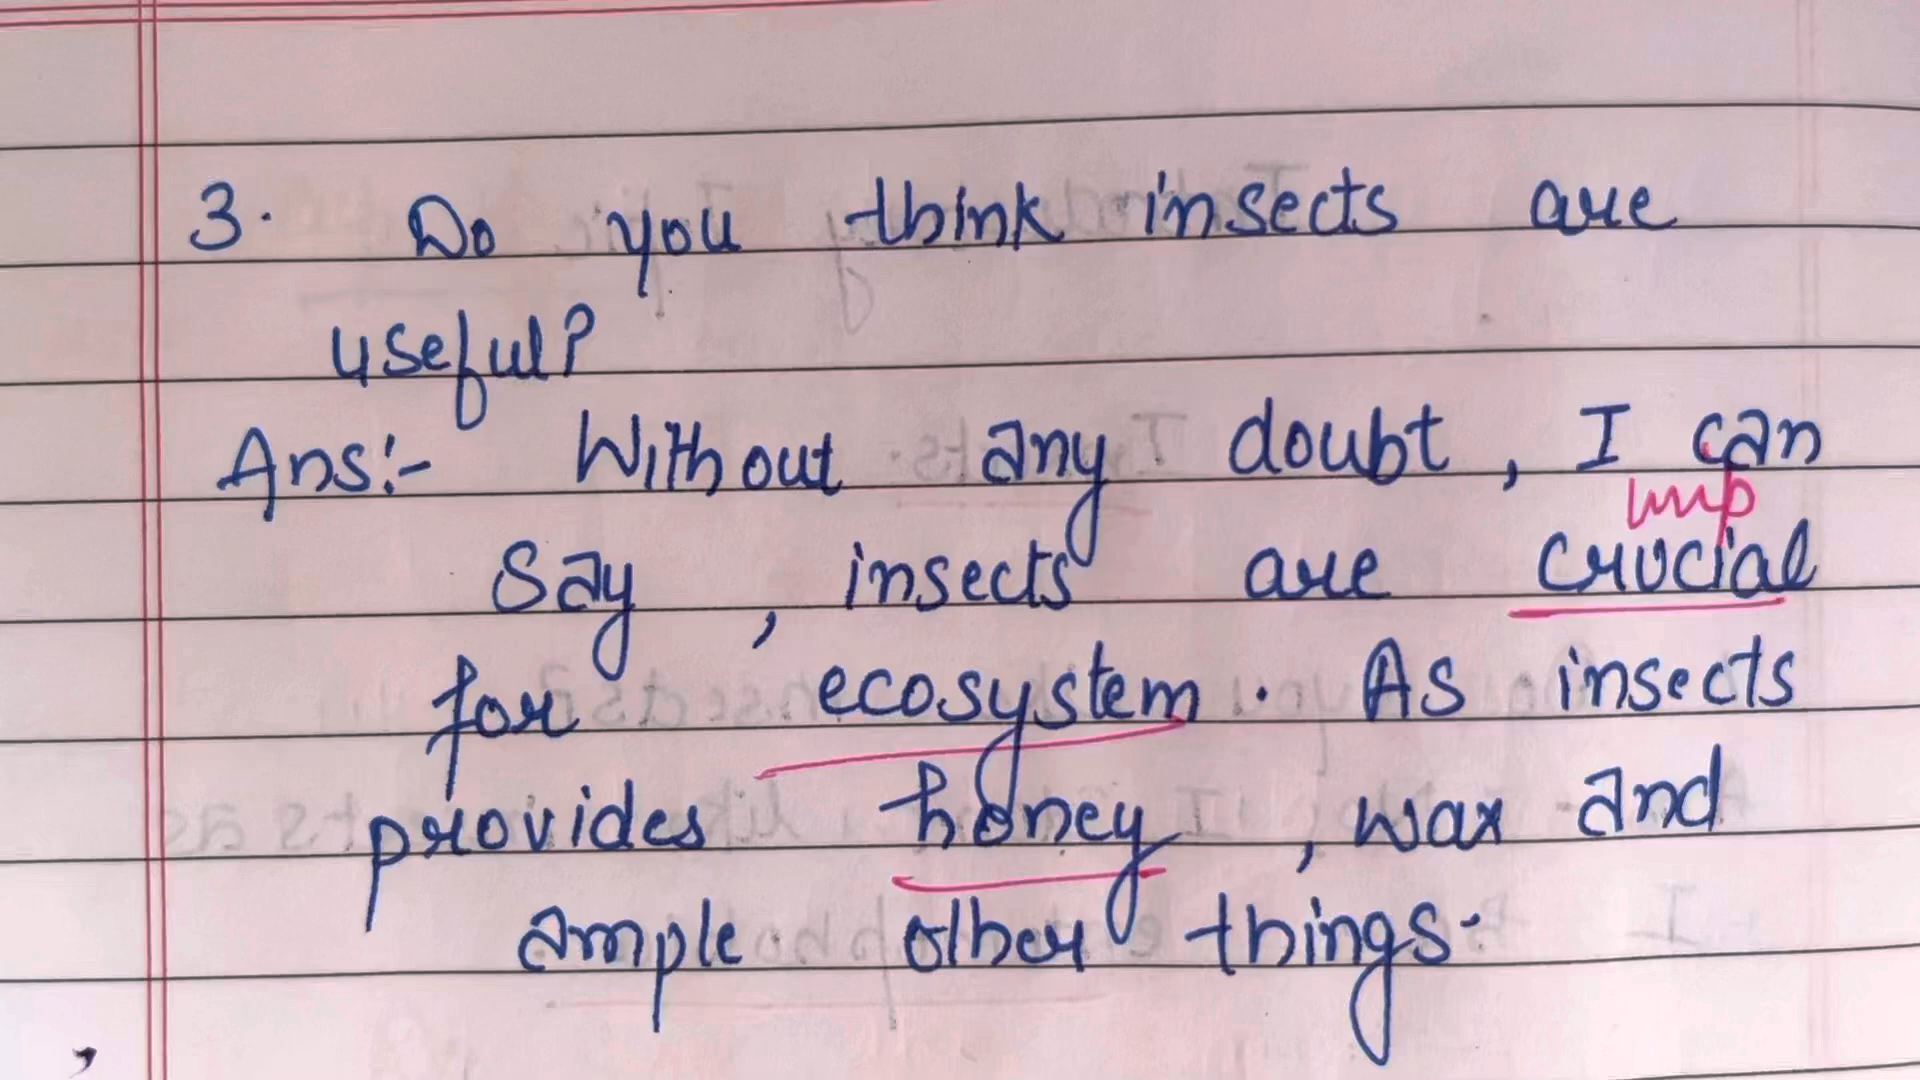 3. Do you think insects are
useful?
Ans:- Without any doubt, I can
imp
say, insects are crucial
for ecosystem. As insects
provides honey, wax and
ample other things.